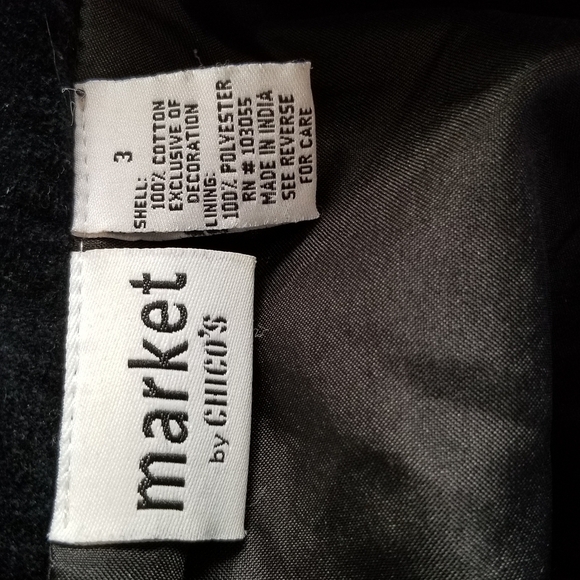 3
SHELL:
100% COTTON
EXCLUSIVE OF
DECORATION
LINING:
100% POLYESTER
RN # 103055
MADE IN INDIA
SEE REVERSE
FOR CARE
market
by CHICO'S